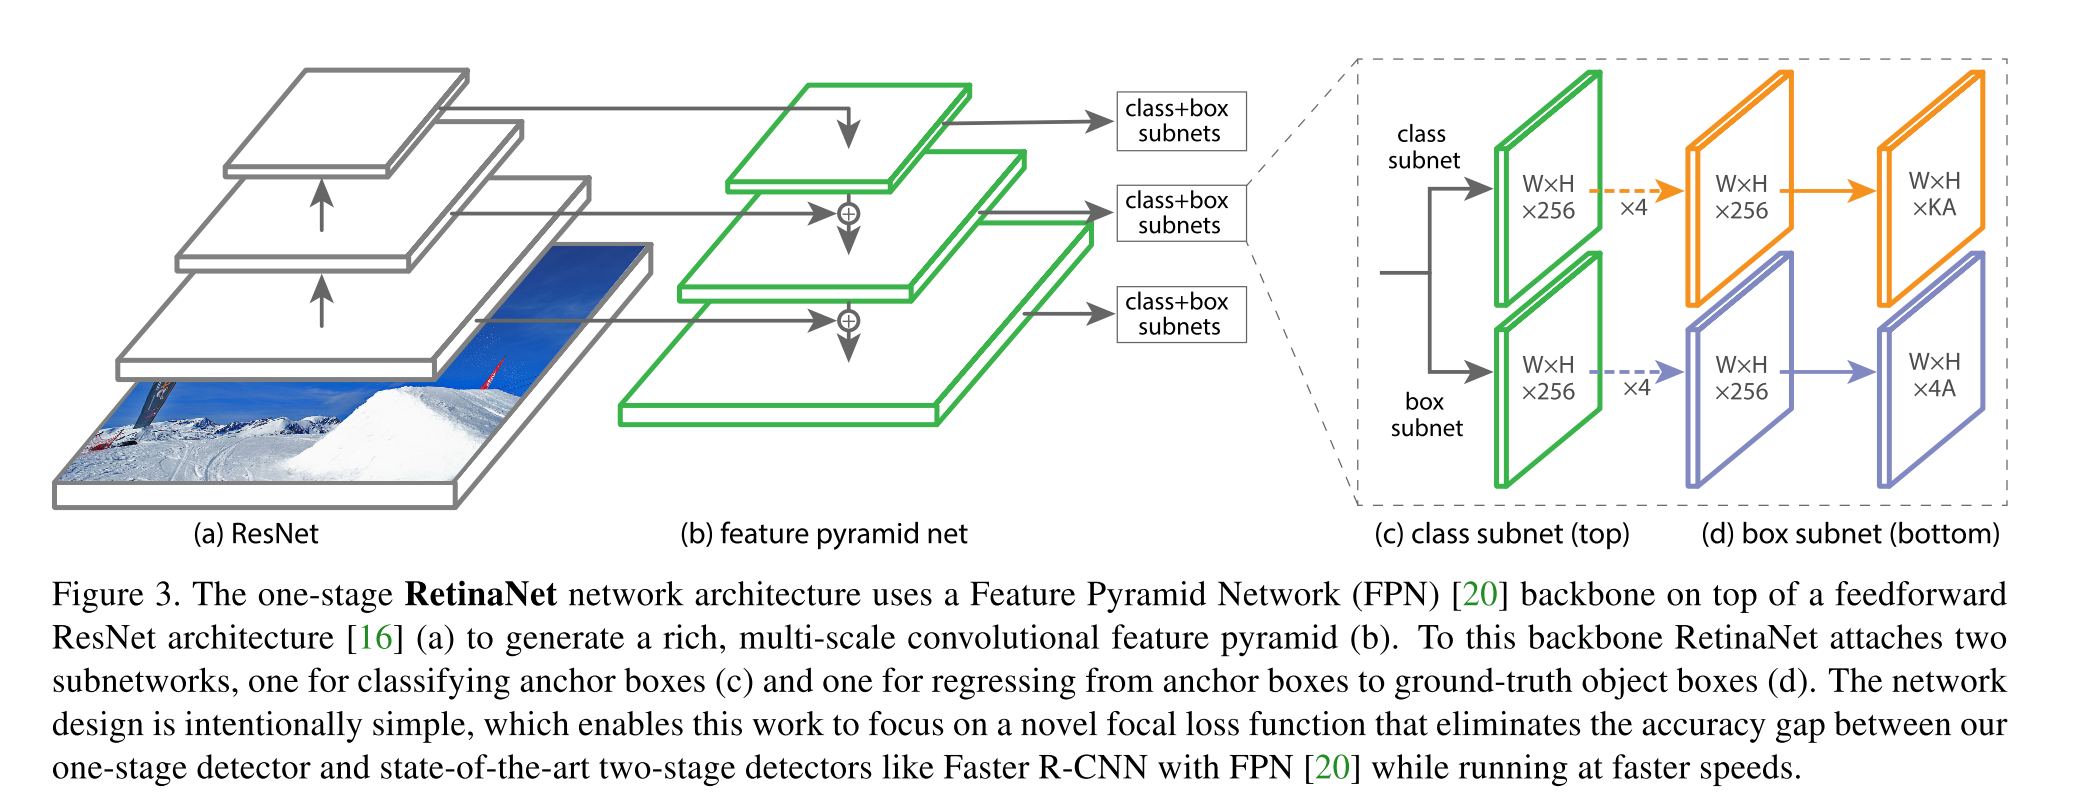 class+box
subnets
class+box
subnets
class+box
subnets
class
subnet
W×H
×256
×4
W×H
×256
W×H
×KA
box
subnet
W×H
×256
×4
W×H
×256
W×H
×4A
(a) ResNet
(b) feature pyramid net
(c) class subnet (top)
(d) box subnet (bottom)
Figure 3. The one-stage RetinaNet network architecture uses a Feature Pyramid Network (FPN) [20] backbone on top of a feedforward
ResNet architecture [16] (a) to generate a rich, multi-scale convolutional feature pyramid (b). To this backbone RetinaNet attaches two
subnetworks, one for classifying anchor boxes (c) and one for regressing from anchor boxes to ground-truth object boxes (d). The network
design is intentionally simple, which enables this work to focus on a novel focal loss function that eliminates the accuracy gap between our
one-stage detector and state-of-the-art two-stage detectors like Faster R-CNN with FPN [20] while running at faster speeds.